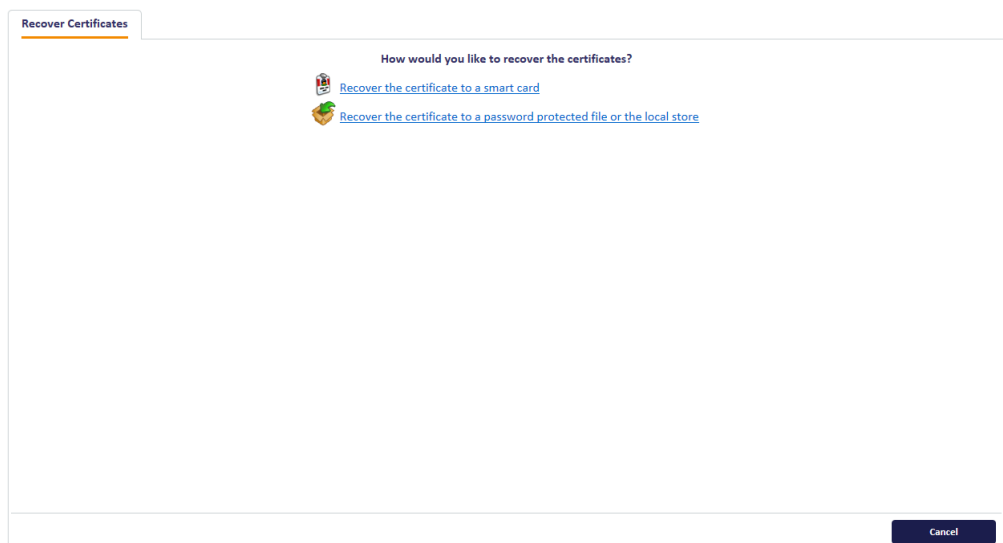 Recover Certificates
How would you like to recover the certificates?
Recover the certificate to a smart card
Recover the certificate to a password protected file or the local store
Cancel